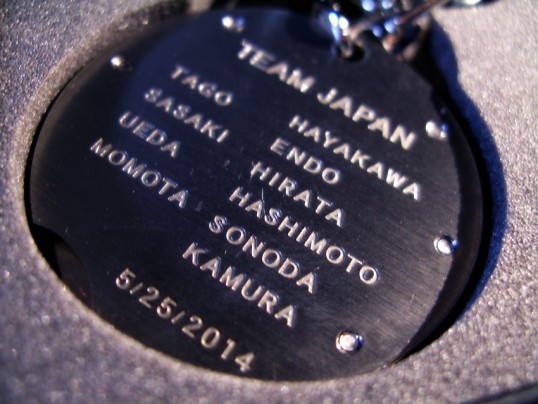 TEAM JAPAN
TAGO HAYAKAWA
SASAKI ENDO
UEDA HIRATA
MOMOTA HASHIMOTO
SONODA
KAMURA
5/25/2014